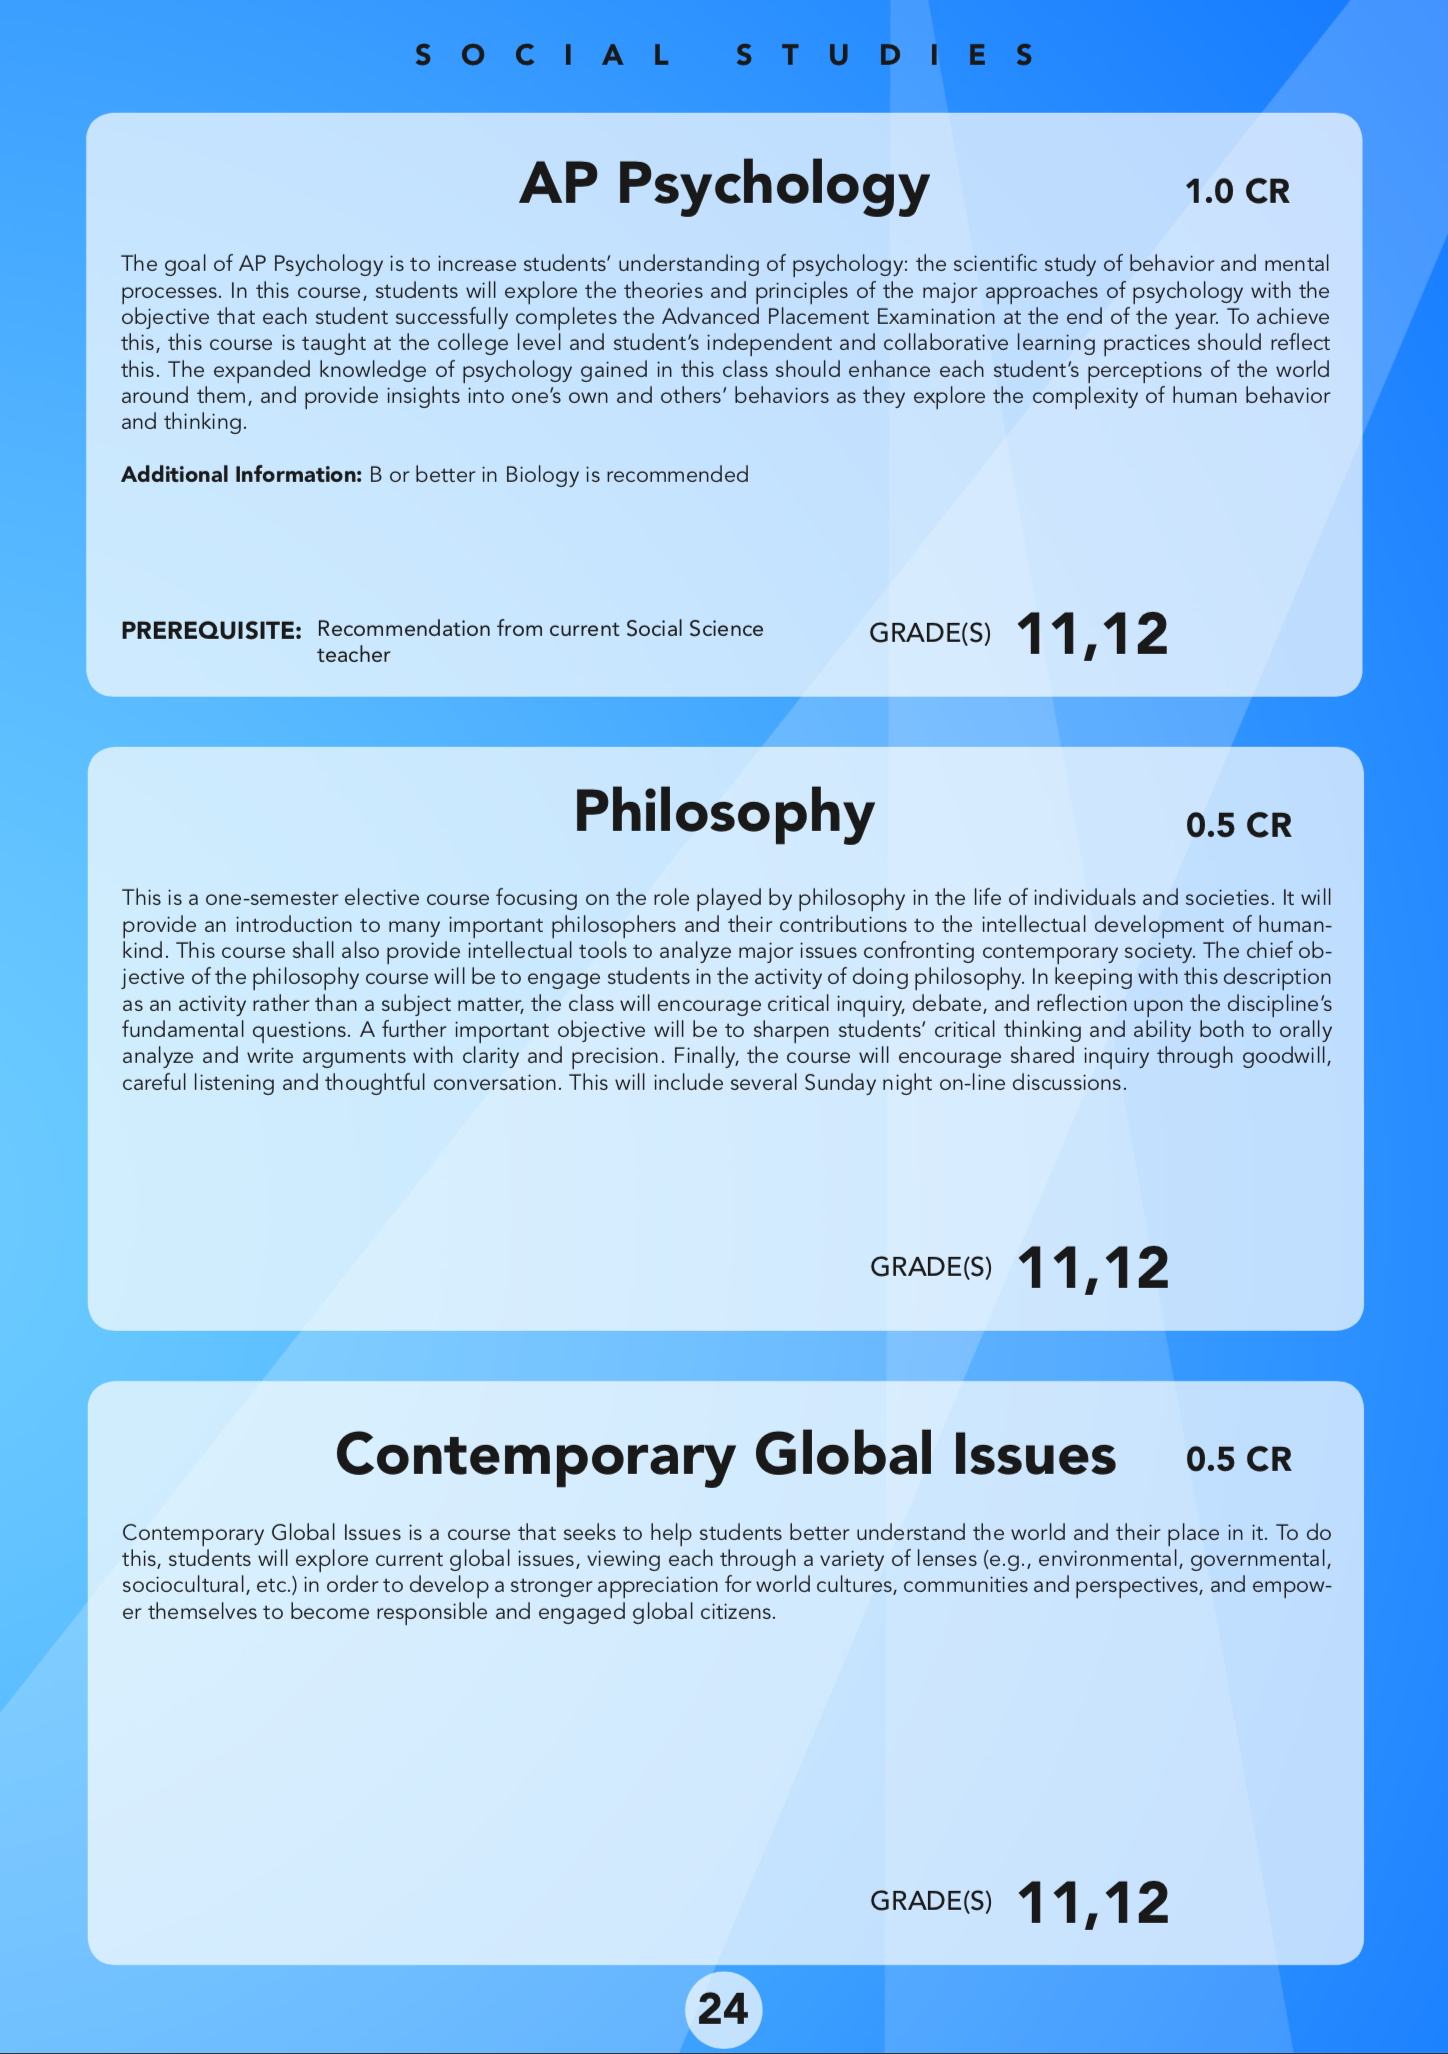 SOCIAL STUDIES
AP Psychology
1.0 CR
The goal of AP Psychology is to increase students’ understanding of psychology: the scientific study of behavior and mental
processes. In this course, students will explore the theories and principles of the major approaches of psychology with the
objective that each student successfully completes the Advanced Placement Examination at the end of the year. To achieve
this, this course is taught at the college level and student’s independent and collaborative learning practices should reflect
this. The expanded knowledge of psychology gained in this class should enhance each student’s perceptions of the world
around them, and provide insights into one’s own and others’ behaviors as they explore the complexity of human behavior
and thinking.
Additional Information: B or better in Biology is recommended
PREREQUISITE: Recommendation from current Social Science
teacher
GRADE(S) 11,12
Philosophy
0.5 CR
This is a one-semester elective course focusing on the role played by philosophy in the life of individuals and societies. It will
provide an introduction to many important philosophers and their contributions to the intellectual development of human-
kind. This course shall also provide intellectual tools to analyze major issues confronting contemporary society. The chief ob-
jective of the philosophy course will be to engage students in the activity of doing philosophy. In keeping with this description
as an activity rather than a subject matter, the class will encourage critical inquiry, debate, and reflection upon the discipline’s
fundamental questions. A further important objective will be to sharpen students’ critical thinking and ability both to orally
analyze and write arguments with clarity and precision. Finally, the course will encourage shared inquiry through goodwill,
careful listening and thoughtful conversation. This will include several Sunday night on-line discussions.
GRADE(S) 11,12
Contemporary Global Issues
0.5 CR
Contemporary Global Issues is a course that seeks to help students better understand the world and their place in it. To do
this, students will explore current global issues, viewing each through a variety of lenses (e.g., environmental, governmental,
sociocultural, etc.) in order to develop a stronger appreciation for world cultures, communities and perspectives, and empow-
er themselves to become responsible and engaged global citizens.
GRADE(S) 11,12
24